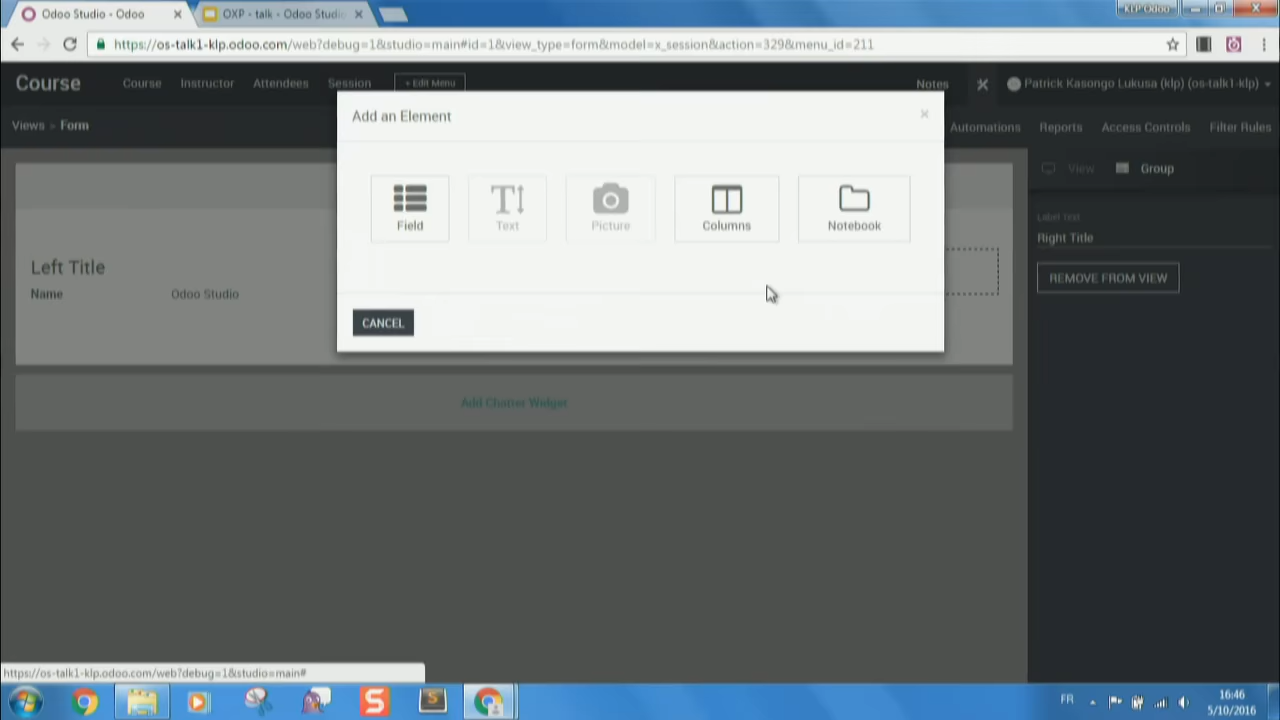 Odoo Studio - Odoo
OXP - talk - Odoo Studio
KLP Odoo
https://os-talk1-klp.odoo.com/web?debug=1&studio=main#id=1&view_type=form&model=x_session&action=329&menu_id=211
Course
Course
Instructor
Attendees
Session
+ Edit Menu
Notes
Patrick Kasongo Lukusa (klp) (os-talk1-klp)
Views
Form
Automations
Reports
Access Controls
Filter Rules
Add an Element
×
Field
Text
Picture
Columns
Notebook
CANCEL
View
Group
Label text
Right Title
REMOVE FROM VIEW
Left Title
Name
Odoo Studio
Add Chatter Widget
https://os-talk1-klp.odoo.com/web?debug=1&studio=main#
FR
16:46
5/10/2016